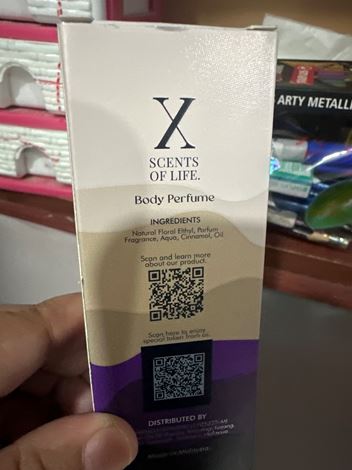 X
SCENTS
OF LIFE.
Body Perfume
INGREDIENTS
Natural Floral Ethyl, Parfum
Fragrance, Aqua, Cinnamol, Oil
Scan and learn more
about our product.
Scan here to enjoy
special token from us.
DISTRIBUTED BY
ARTY METALLI